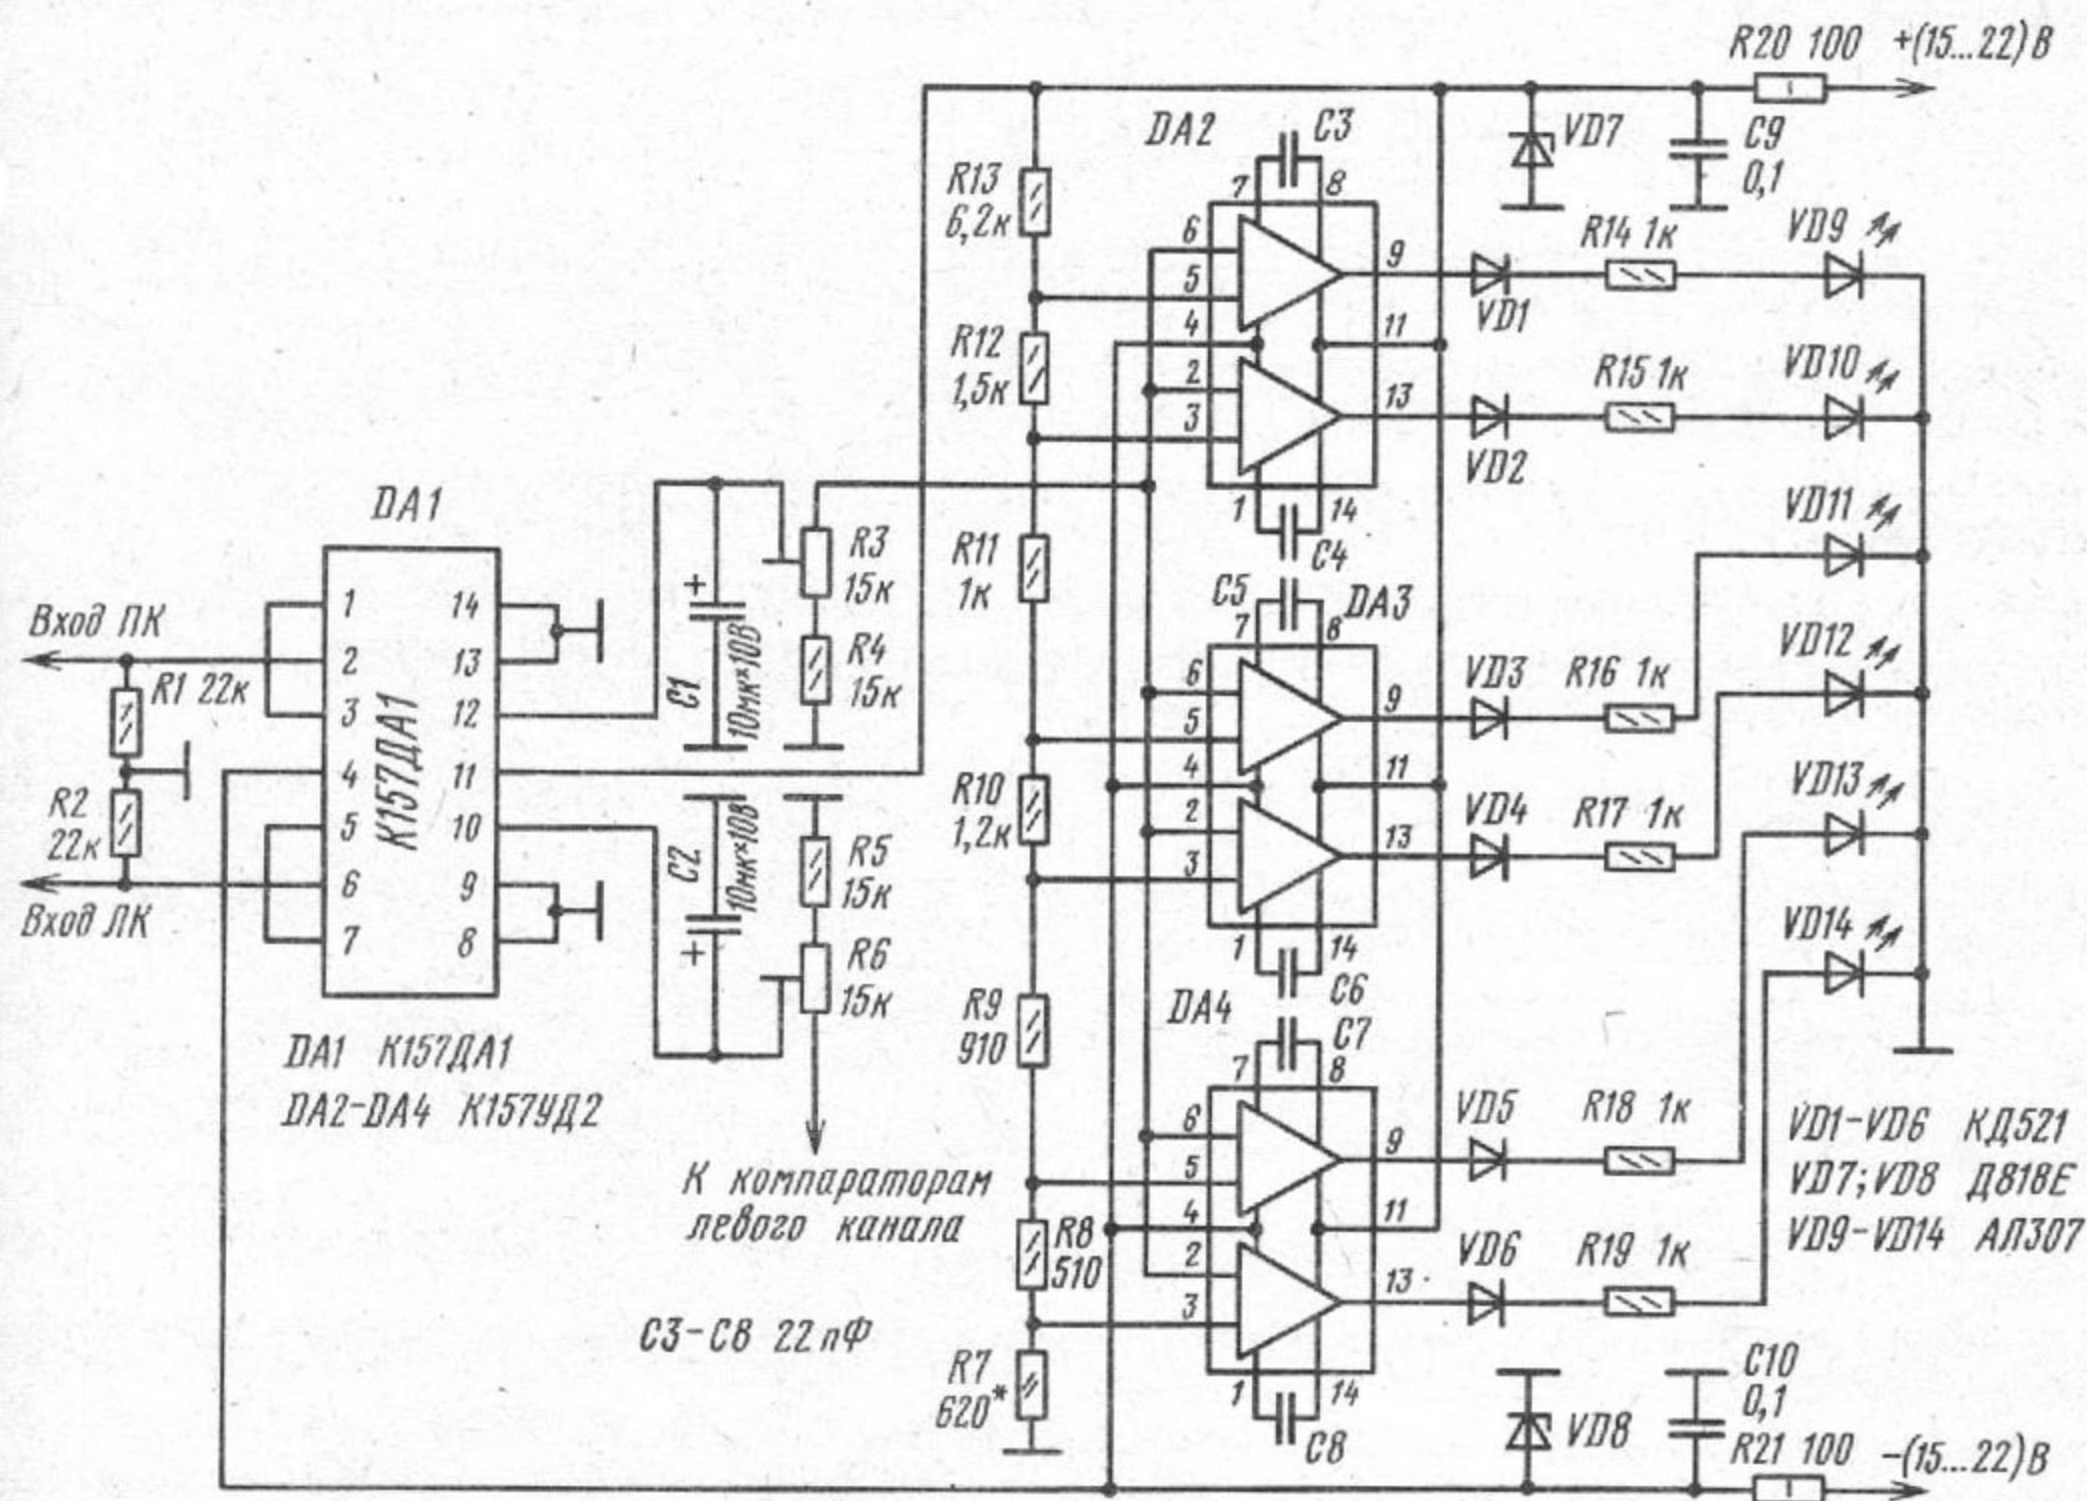 R20 100 +(15...22)В
DA2
C3
VD7
C9
0,1
R13
6,2к
7
8
6
5
4
2
3
9
11
13
1
14
C4
VD1
R14 1к
VD9
R12
1,5к
VD2
R15 1к
VD10
VD11
DA1
R11
1к
R3
15к
R4
15к
+
C1
10мк×10В
Вход ПК
R1 22к
R2
22к
Вход ЛК
1
2
3
4
5
6
7
К157ДА1
14
13
12
11
10
9
8
C5
DA3
7
8
6
5
4
2
3
9
11
13
1
14
C6
VD3
R16 1к
VD12
R10
1,2к
VD4
R17 1к
VD13
VD14
C2
10мк×10В
+
R5
15к
R6
15к
R9
910
DA4
C7
7
8
6
5
4
2
3
9
11
13
1
14
C8
DA1 К157ДА1
DA2-DA4 К157УД2
К компараторам
левого канала
R8
510
VD5
R18 1к
VD6
R19 1к
VD1-VD6 КД521
VD7; VD8 Д818Е
VD9-VD14 АЛ307
C3-C8 22пФ
R7
620*
VD8
C10
0,1
R21 100 -(15...22)В